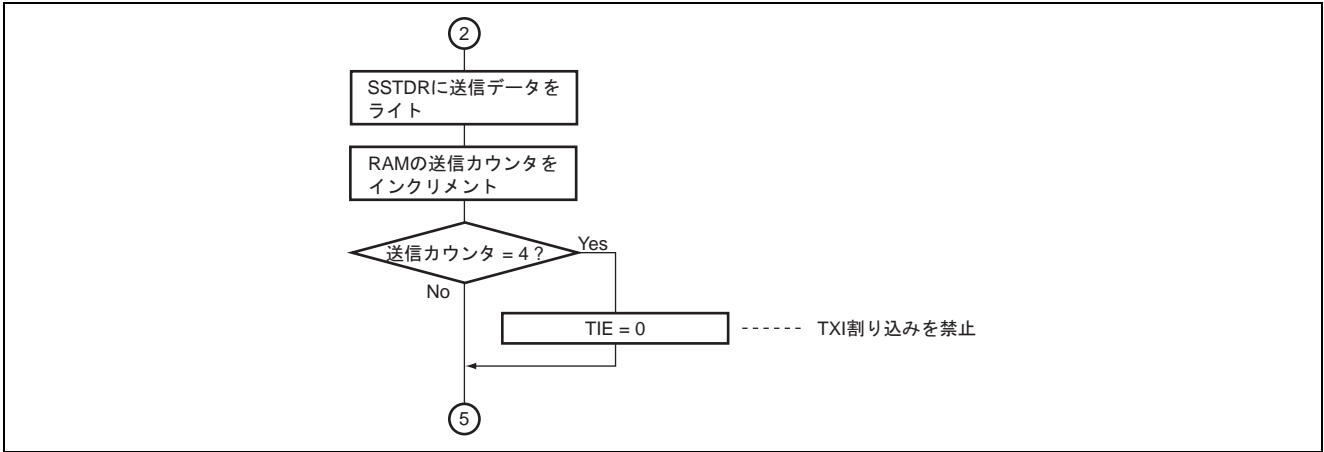 2
SSTDRに送信データを
ライト
RAMの送信カウンタを
インクリメント
送信カウンタ = 4 ?
Yes
No
TIE = 0
TXI割り込みを禁止
5